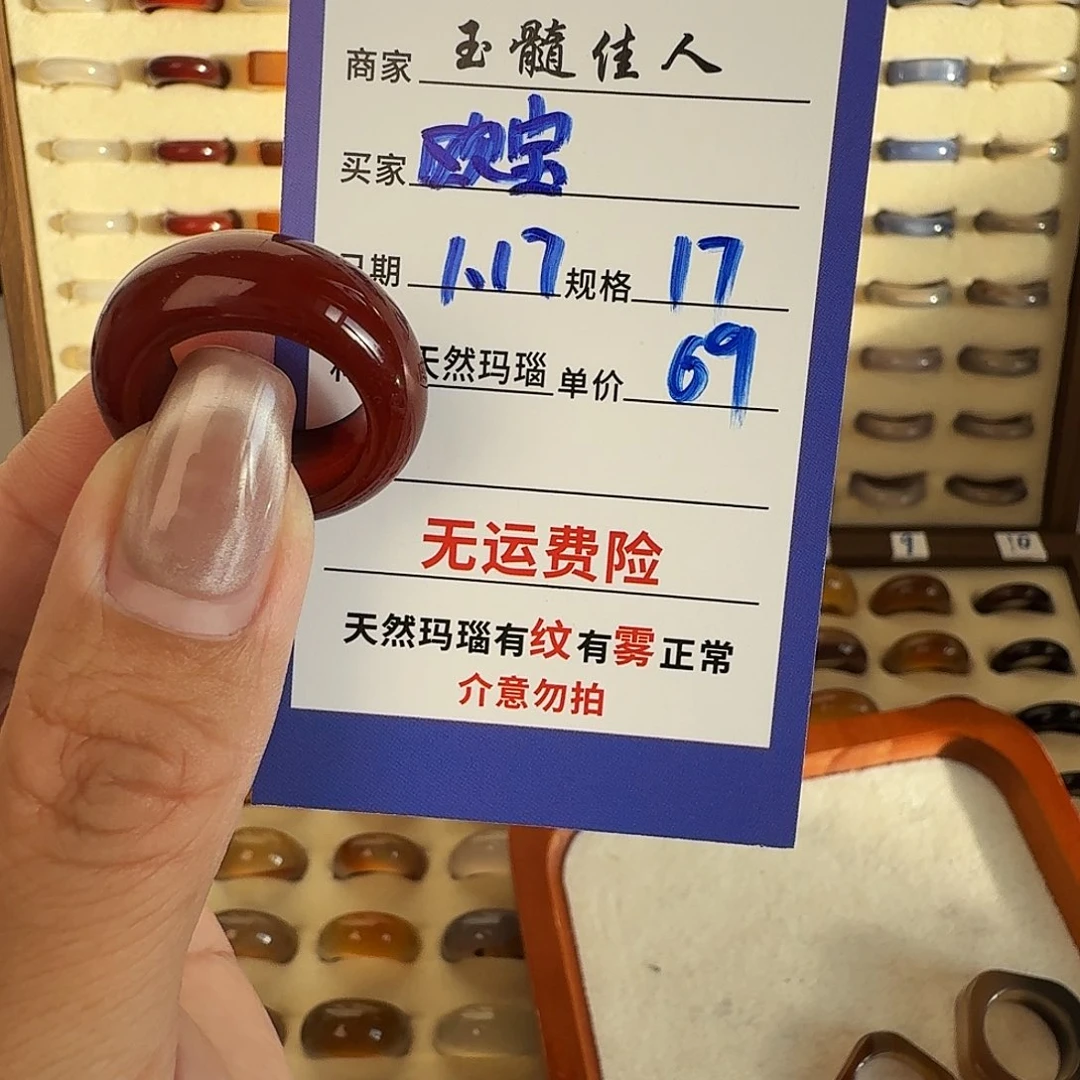 商家 玉髓佳人
买家 欧宝
日期 1.17 规格 17
天然玛瑙 单价 69
无运费险
天然玛瑙有纹有雾正常
介意勿拍